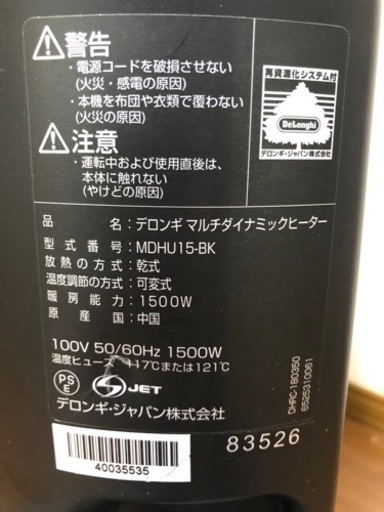 警告
・電源コードを破損させない
(火災・感電の原因)
・本機を布団や衣類で覆わない
(火災の原因)
注意
・運転中および使用直後は、
本体に触れない
(やけどの原因)
再資源化システム付
DeLonghi
デロンギ・ジャパン株式会社
品名：デロンギ マルチダイナミックヒーター
型式番号：MDHU15-BK
放熱の方式：乾式
温度調節の方式：可変式
暖房能力：1500W
原産国：中国
100V 50/60Hz 1500W
温度ヒューズ 117℃または121℃
PS
E
JET
デロンギ・ジャパン株式会社
40035535
83526
DHRC-180350
6525310061